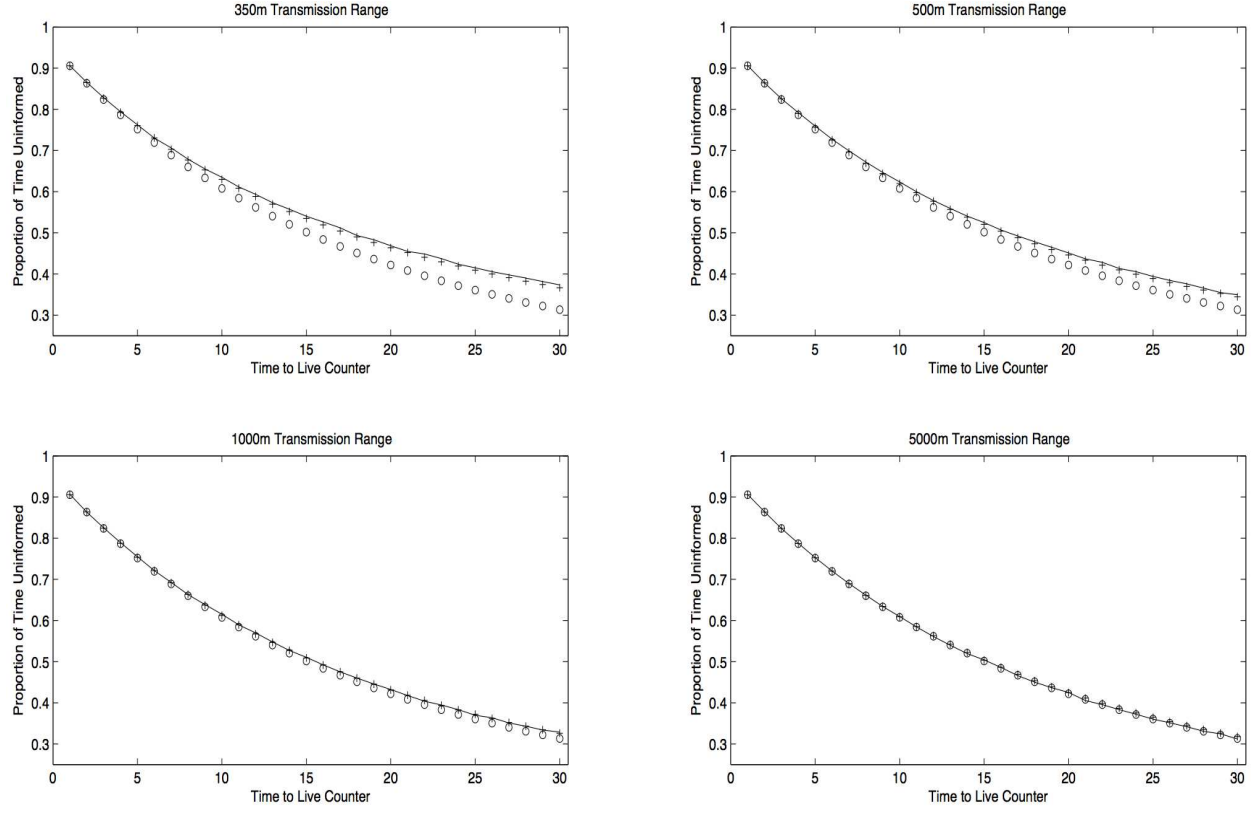 350m Transmission Range
1
0.9
0.8
0.7
0.6
0.5
0.4
0.3
Proportion of Time Uninformed
0 5 10 15 20 25 30
Time to Live Counter
500m Transmission Range
1
0.9
0.8
0.7
0.6
0.5
0.4
0.3
Proportion of Time Uninformed
0 5 10 15 20 25 30
Time to Live Counter
1000m Transmission Range
1
0.9
0.8
0.7
0.6
0.5
0.4
0.3
Proportion of Time Uninformed
0 5 10 15 20 25 30
Time to Live Counter
5000m Transmission Range
1
0.9
0.8
0.7
0.6
0.5
0.4
0.3
Proportion of Time Uninformed
0 5 10 15 20 25 30
Time to Live Counter